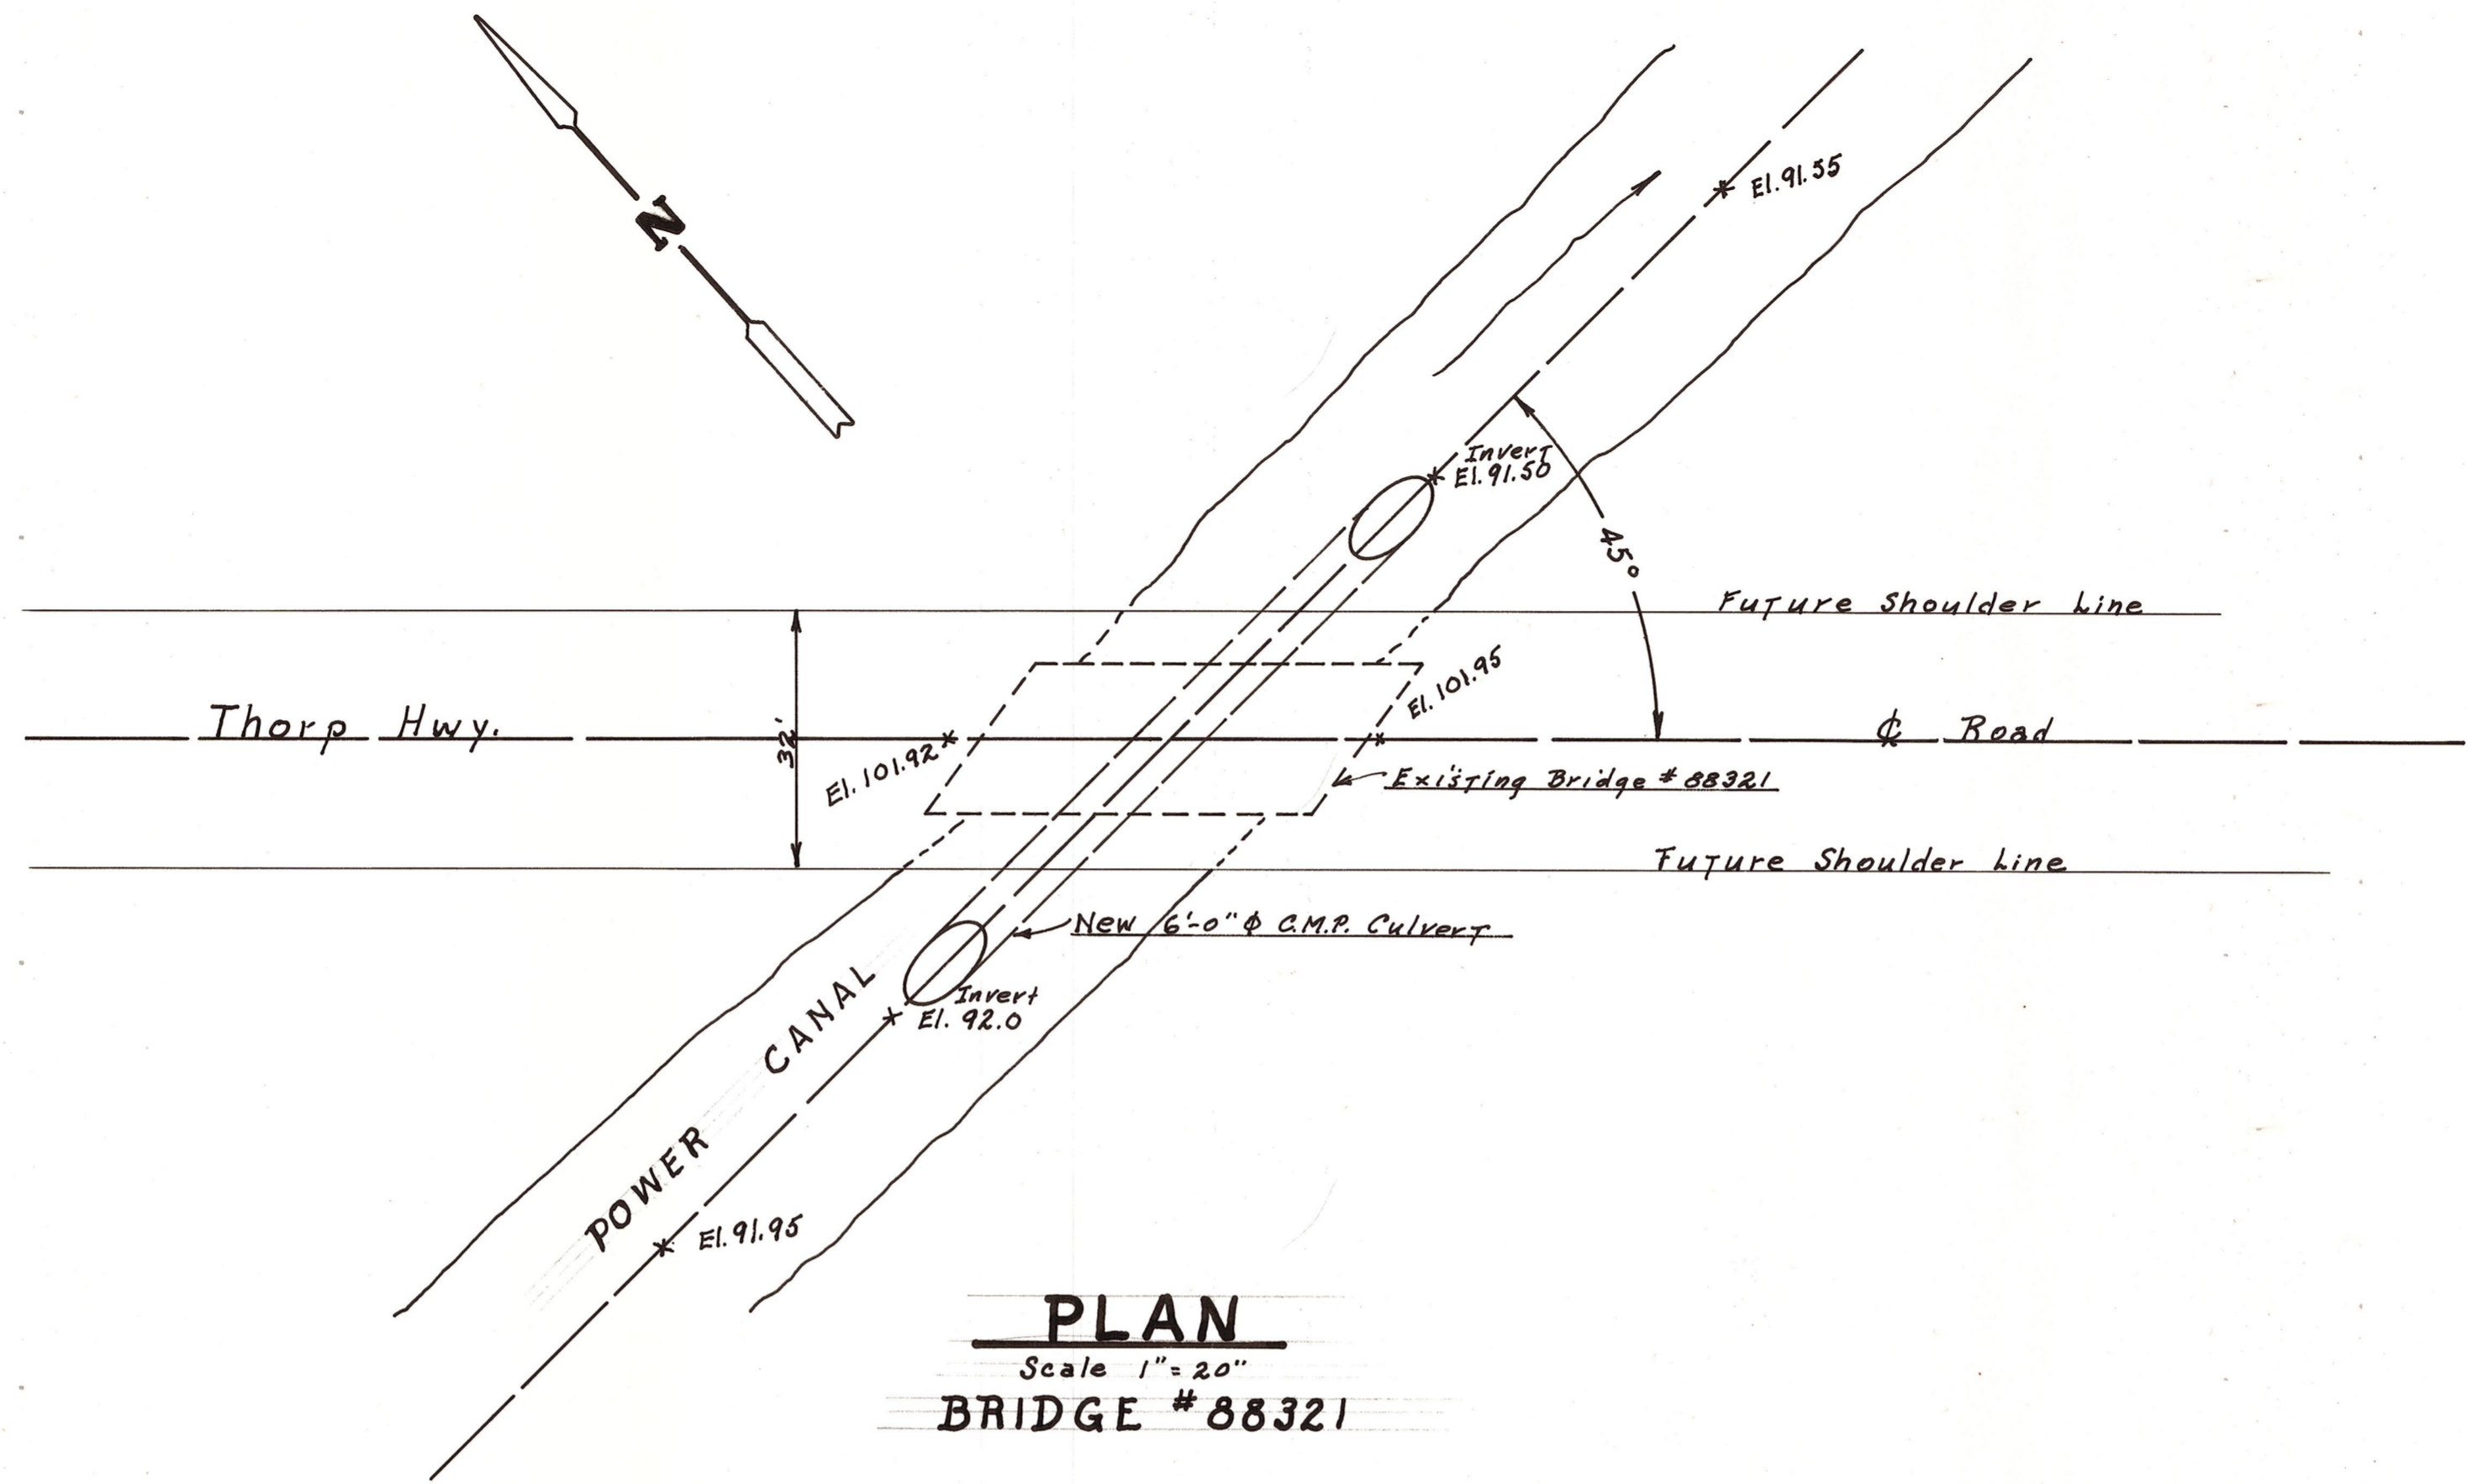 N
El. 91.55
Invert
El. 91.50
45°
Future Shoulder Line
32'
Thorp Hwy.
El. 101.92
El. 101.95
₵ Road
Existing Bridge # 88321
Future Shoulder Line
New 6'-0" ϕ C.M.P. Culvert
Invert
El. 92.0
POWER CANAL
El. 91.95
PLAN
Scale 1" = 20"
BRIDGE # 88321